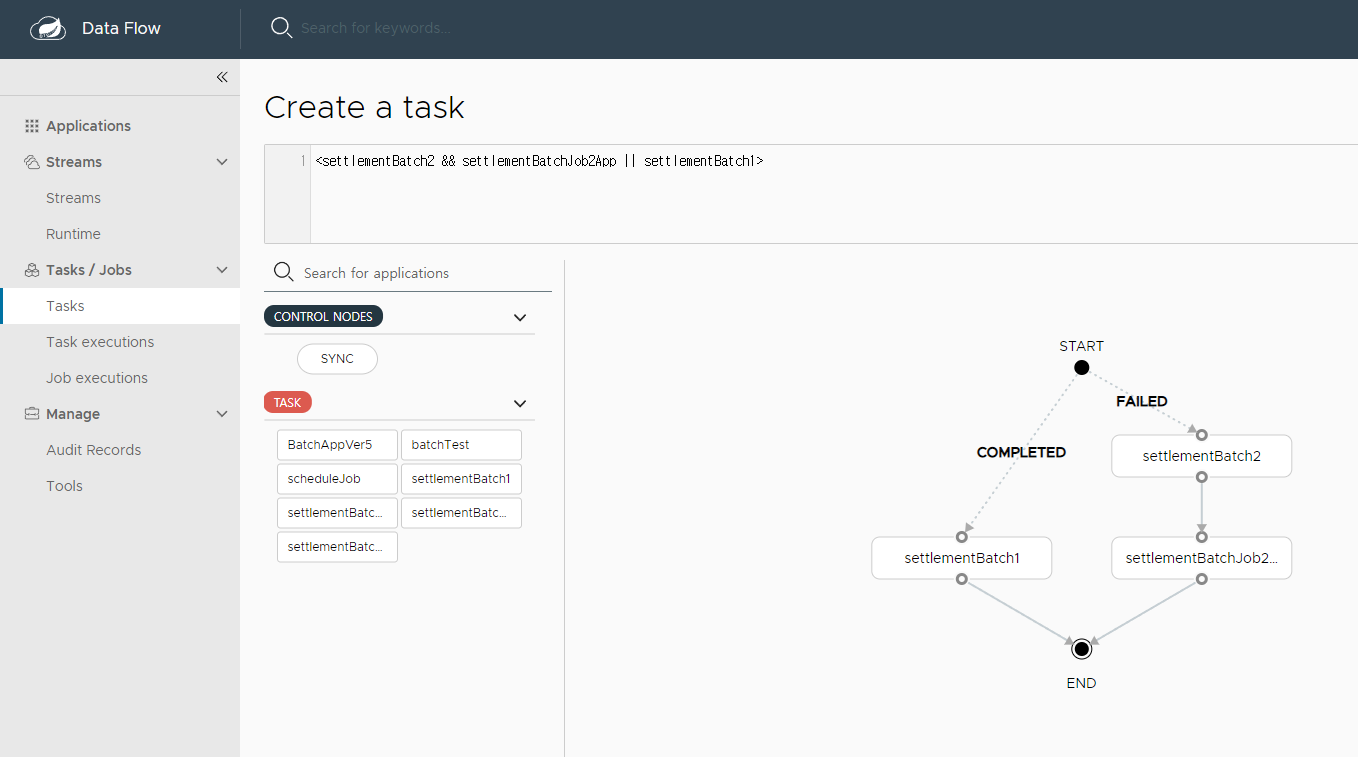 Data Flow
Search for keywords...
Applications
Streams
Streams
Runtime
Tasks / Jobs
Tasks
Task executions
Job executions
Manage
Audit Records
Tools
Create a task
1 <settlementBatch2 && settlementBatchJob2App || settlementBatch1>
Search for applications
CONTROL NODES
SYNC
TASK
BatchAppVer5 batchTest
scheduleJob settlementBatch1
settlementBatc... settlementBatc...
settlementBatc...
START
FAILED
COMPLETED
settlementBatch2
settlementBatch1 settlementBatchJob2...
END